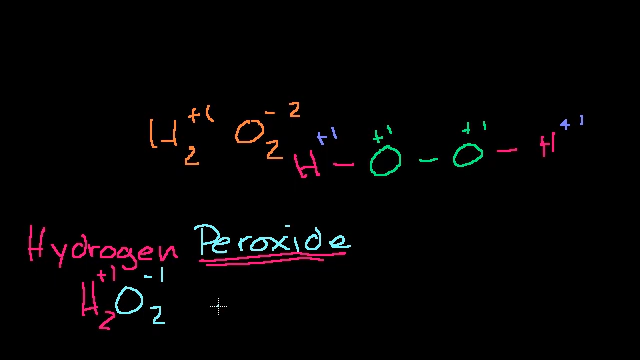 H₂⁺¹ O₂⁻²
H⁺¹ – O⁺¹ – O⁺¹ – H⁺¹
Hydrogen Peroxide
H₂⁺¹ O₂⁻¹